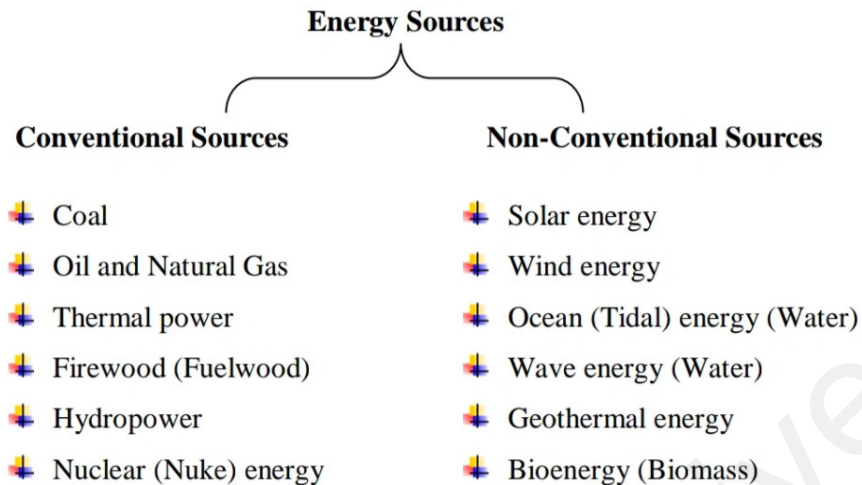 Energy Sources
Conventional Sources
Coal
Oil and Natural Gas
Thermal power
Firewood (Fuelwood)
Hydropower
Nuclear (Nuke) energy
Non-Conventional Sources
Solar energy
Wind energy
Ocean (Tidal) energy (Water)
Wave energy (Water)
Geothermal energy
Bioenergy (Biomass)